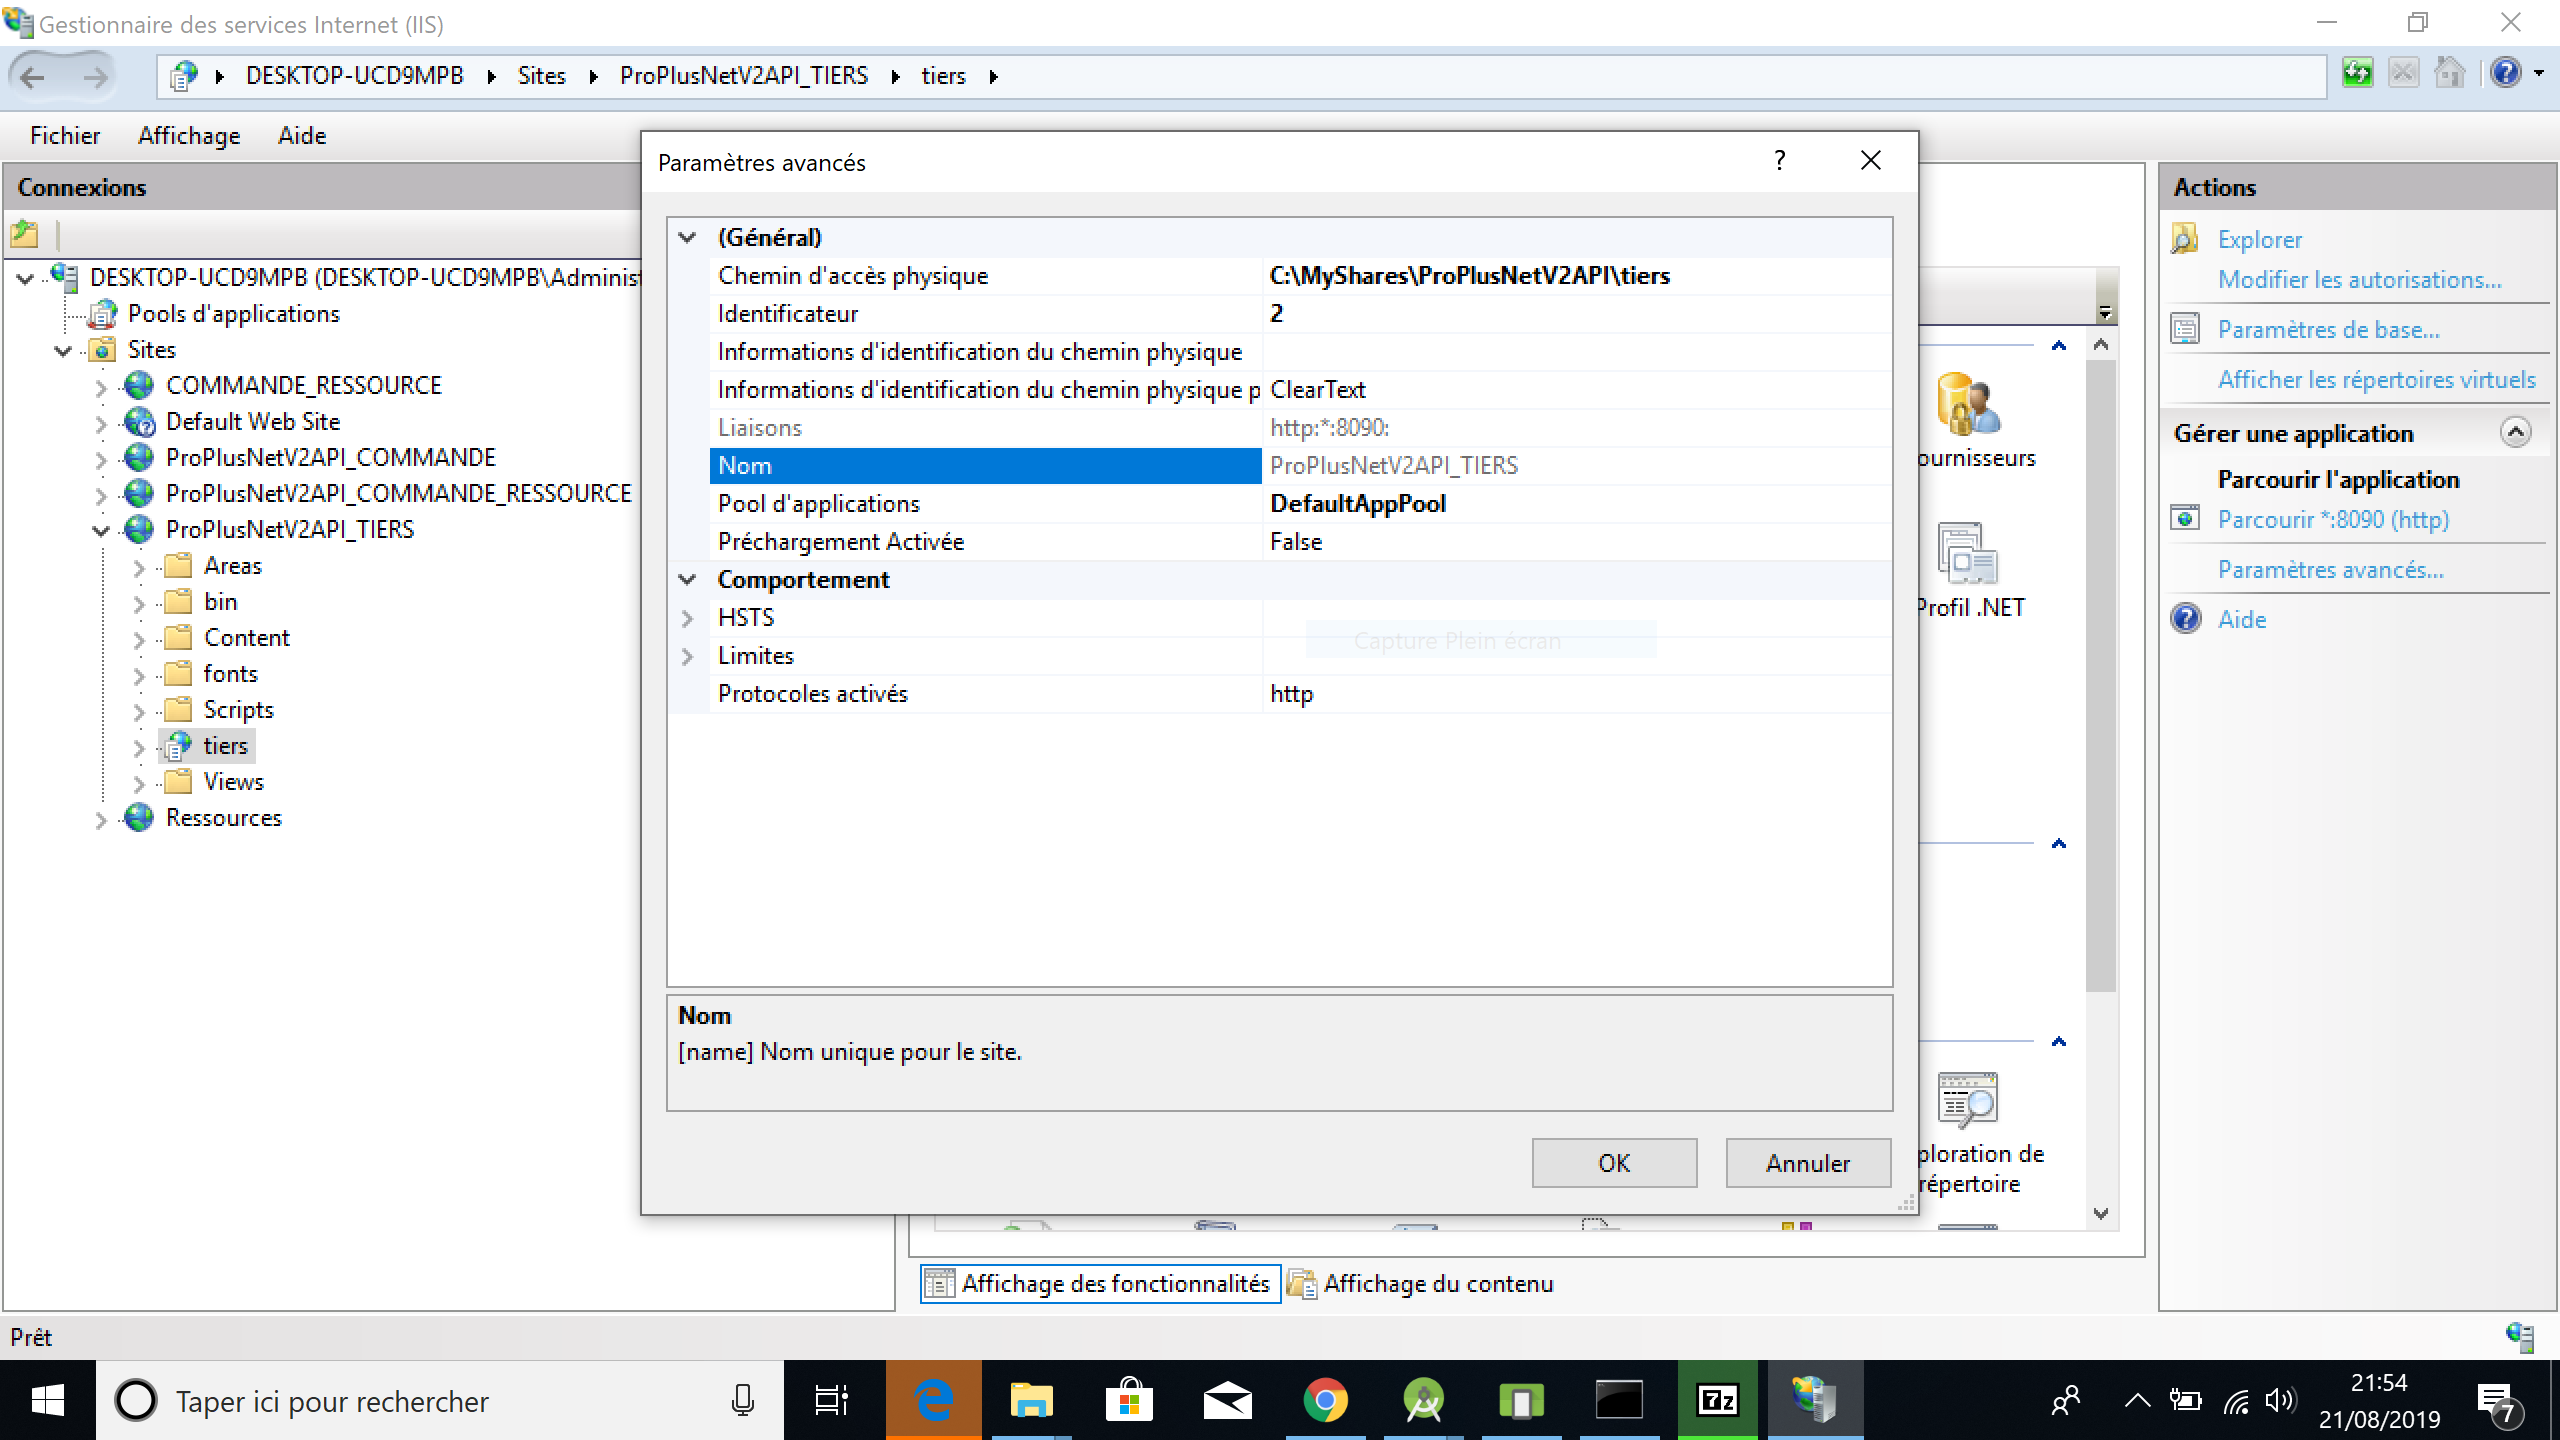 Gestionnaire des services Internet (IIS)
DESKTOP-UCD9MPB
Sites
ProPlusNetV2API_TIERS
tiers
Fichier
Affichage
Aide
Connexions
DESKTOP-UCD9MPB (DESKTOP-UCD9MPB\Adminis
Pools d'applications
Sites
COMMANDE_RESSOURCE
Default Web Site
ProPlusNetV2API_COMMANDE
ProPlusNetV2API_COMMANDE_RESSOURCE
ProPlusNetV2API_TIERS
Areas
bin
Content
fonts
Scripts
tiers
Views
Ressources
Paramètres avancés
?
(Général)
Chemin d'accès physique C:\MyShares\ProPlusNetV2API\tiers
Identificateur 2
Informations d'identification du chemin physique
Informations d'identification du chemin physique p ClearText
Liaisons http:*:8090:
Nom ProPlusNetV2API_TIERS
Pool d'applications DefaultAppPool
Préchargement Activée False
Comportement
HSTS
Capture Plein écran
Limites
Protocoles activés http
Nom
[name] Nom unique pour le site.
OK
Annuler
ournisseurs
Profil .NET
ploration de
répertoire
Affichage des fonctionnalités
Affichage du contenu
Actions
Explorer
Modifier les autorisations...
Paramètres de base...
Afficher les répertoires virtuels
Gérer une application
Parcourir l'application
Parcourir *:8090 (http)
Paramètres avancés...
Aide
Prêt
Taper ici pour rechercher
7z
21:54
21/08/2019
7